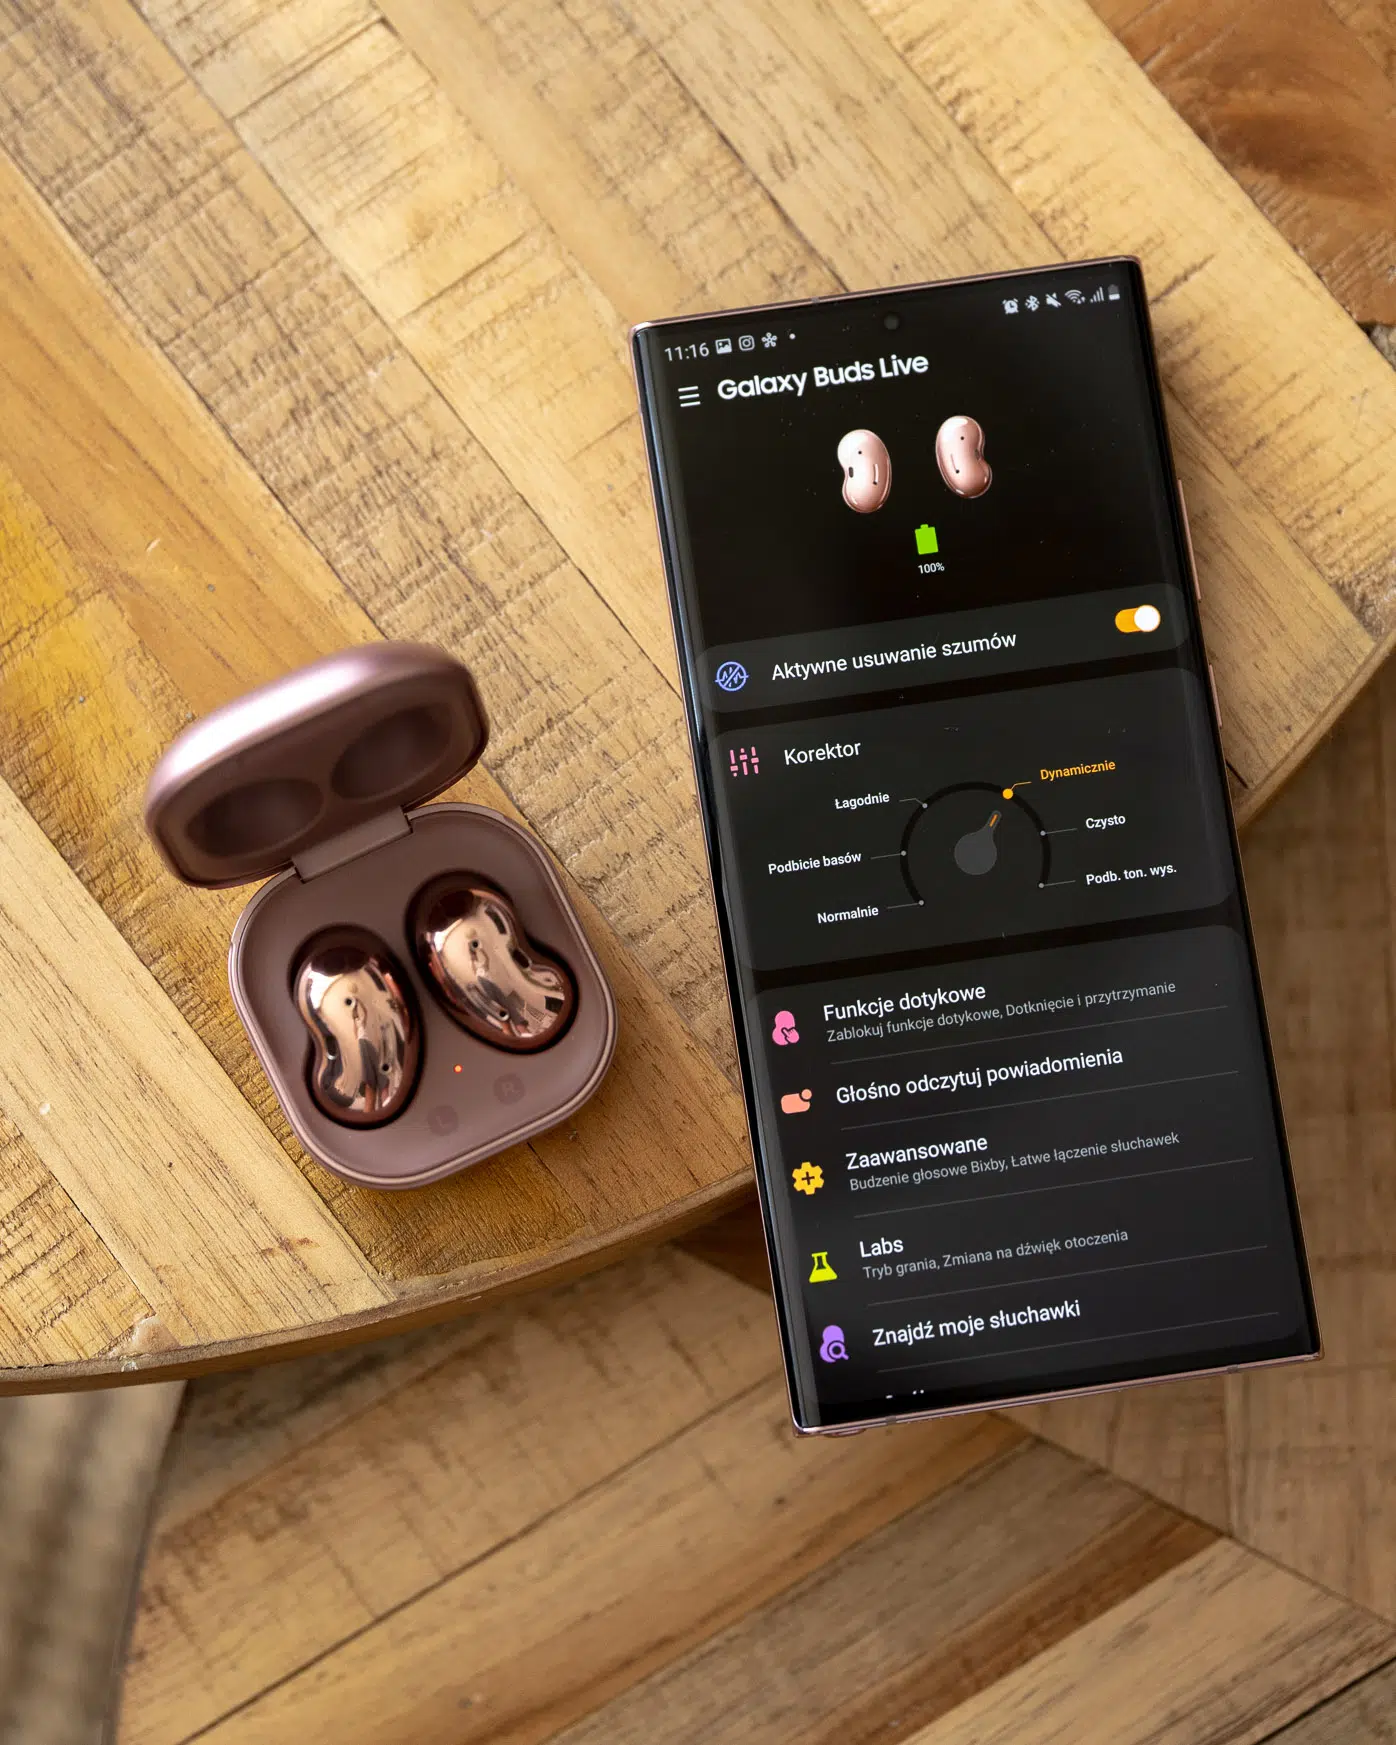 11:16
Galaxy Buds Live
100%
Aktywne usuwanie szumów
Korektor
Dynamicznie
Łagodnie
Czysto
Podbicie basów
Podb. ton. wys.
Normalnie
Funkcje dotykowe
Zablokuj funkcje dotykowe, Dotknięcie i przytrzymanie
Głośno odczytuj powiadomienia
Zaawansowane
Budzenie głosowe Bixby, Łatwe łączenie słuchawek
Labs
Tryb grania, Zmiana na dźwięk otoczenia
Znajdź moje słuchawki
L
R